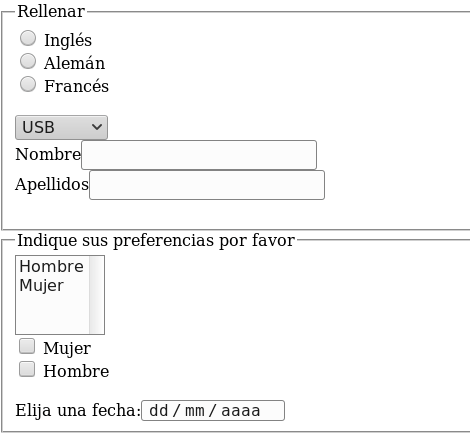 Rellenar
Inglés
Alemán
Francés
USB
Nombre
Apellidos
Indique sus preferencias por favor
Hombre
Mujer
Mujer
Hombre
Elija una fecha: dd/mm/aaaa